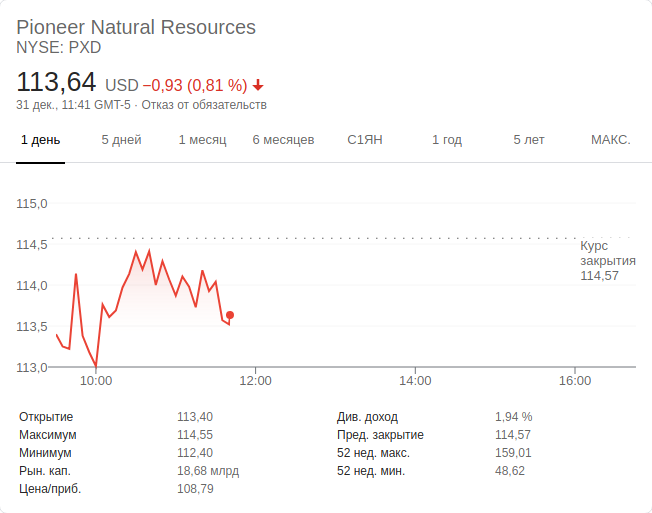 Pioneer Natural Resources
NYSE: PXD
113,64 USD −0,93 (0,81 %)
31 дек., 11:41 GMT-5 · Отказ от обязательств
1 день 5 дней 1 месяц 6 месяцев С1ЯН 1 год 5 лет МАКС.
115,0
114,5
Курс
закрытия
114,57
114,0
113,5
113,0
10:00 12:00 14:00 16:00
Открытие 113,40 Див. доход 1,94 %
Максимум 114,55 Пред. закрытие 114,57
Минимум 112,40 52 нед. макс. 159,01
Рын. кап. 18,68 млрд 52 нед. мин. 48,62
Цена/приб. 108,79